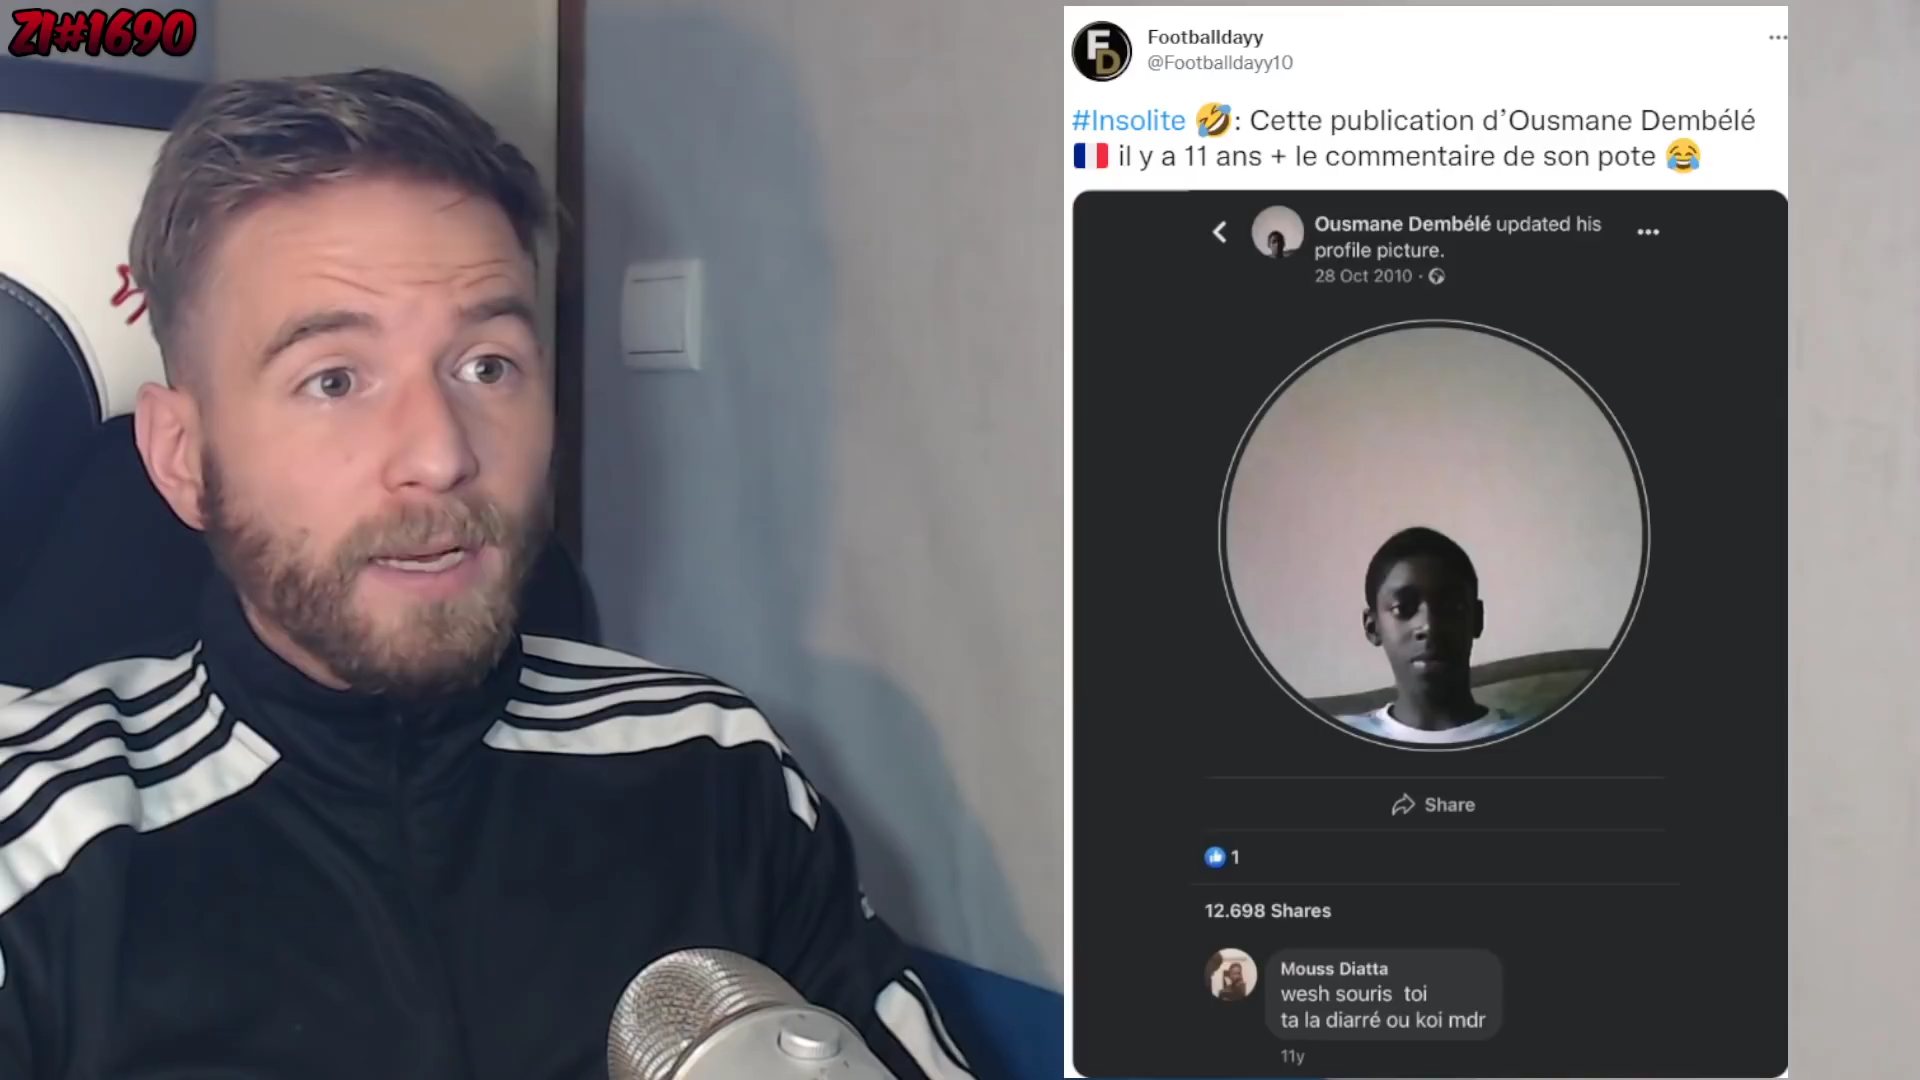 ZI#1690
Footballdayy
@Footballdayy10
#Insolite 🤣: Cette publication d’Ousmane Dembélé
🇫🇷 il y a 11 ans + le commentaire de son pote 😂
Ousmane Dembélé updated his
profile picture.
28 Oct 2010 ·
Share
1
12.698 Shares
Mouss Diatta
wesh souris toi
ta la diarré ou koi mdr
11y